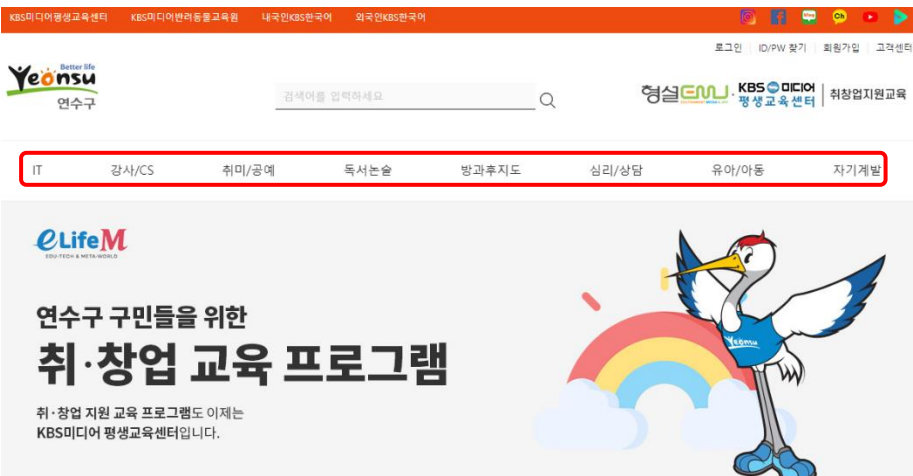 KBS미디어평생교육센터 KBS미디어반려동물교육원 내국인KBS한국어 외국인KBS한국어
로그인 ID/PW 찾기 회원가입 고객센터
Better life
Yeonsu
연수구
검색어를 입력하세요
형설EMJ · KBS 미디어 평생교육센터 취창업지원교육
IT 강사/CS 취미/공예 독서논술 방과후지도 심리/상담 유아/아동 자기계발
eLifeM
EDU-TECH & META-WORLD
연수구 구민들을 위한
취·창업 교육 프로그램
취·창업 지원 교육 프로그램도 이제는
KBS미디어 평생교육센터입니다.
Yeonsu